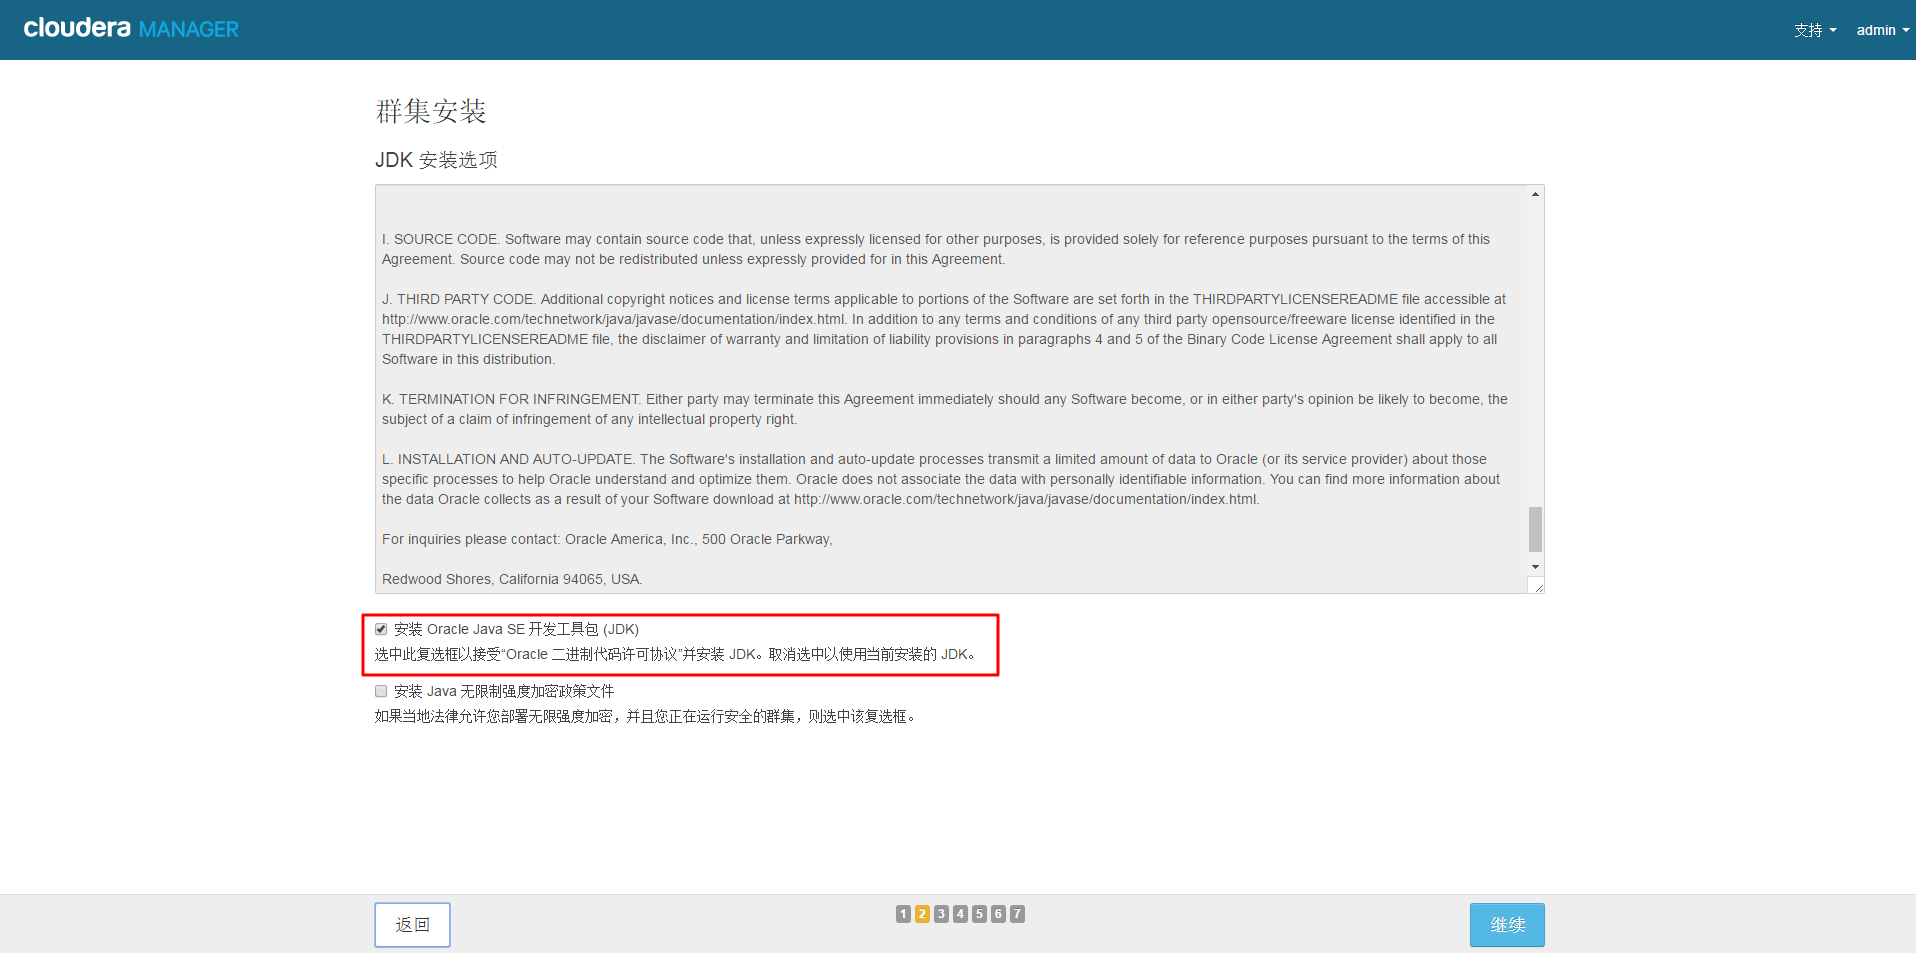 cloudera MANAGER
支持 admin
群集安装
JDK 安装选项
I. SOURCE CODE. Software may contain source code that, unless expressly licensed for other purposes, is provided solely for reference purposes pursuant to the terms of this
Agreement. Source code may not be redistributed unless expressly provided for in this Agreement.
J. THIRD PARTY CODE. Additional copyright notices and license terms applicable to portions of the Software are set forth in the THIRDPARTYLICENSEREADME file accessible at
http://www.oracle.com/technetwork/java/javase/documentation/index.html. In addition to any terms and conditions of any third party opensource/freeware license identified in the
THIRDPARTYLICENSEREADME file, the disclaimer of warranty and limitation of liability provisions in paragraphs 4 and 5 of the Binary Code License Agreement shall apply to all
Software in this distribution.
K. TERMINATION FOR INFRINGEMENT. Either party may terminate this Agreement immediately should any Software become, or in either party's opinion be likely to become, the
subject of a claim of infringement of any intellectual property right.
L. INSTALLATION AND AUTO-UPDATE. The Software's installation and auto-update processes transmit a limited amount of data to Oracle (or its service provider) about those
specific processes to help Oracle understand and optimize them. Oracle does not associate the data with personally identifiable information. You can find more information about
the data Oracle collects as a result of your Software download at http://www.oracle.com/technetwork/java/javase/documentation/index.html.
For inquiries please contact: Oracle America, Inc., 500 Oracle Parkway,
Redwood Shores, California 94065, USA.
安装 Oracle Java SE 开发工具包 (JDK)
选中此复选框以接受“Oracle 二进制代码许可协议”并安装 JDK。取消选中以使用当前安装的 JDK。
安装 Java 无限制强度加密政策文件
如果当地法律允许您部署无限强度加密，并且您正在运行安全的群集，则选中该复选框。
返回 1 2 3 4 5 6 7 继续